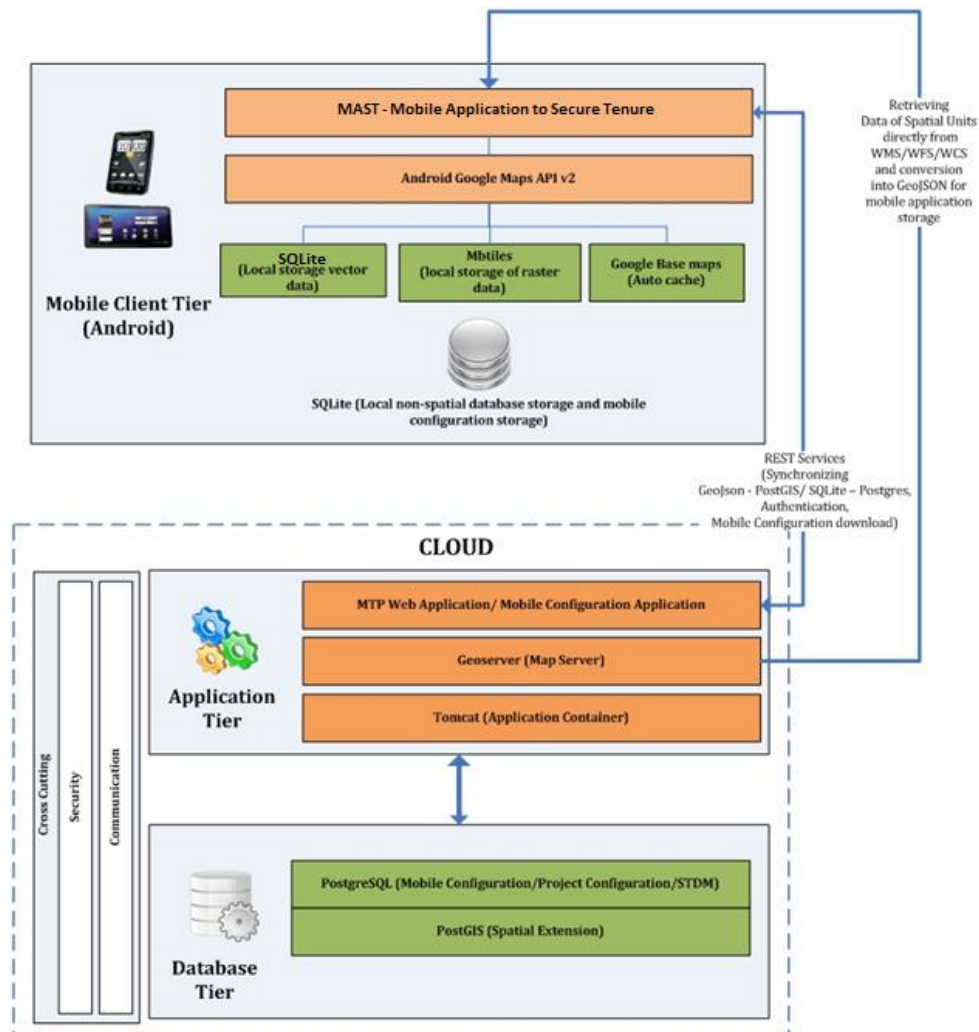 MAST - Mobile Application to Secure Tenure
Android Google Maps API v2
SQLite
(Local storage vector
data)
Mbtiles
(local storage of raster
data)
Google Base maps
(Auto cache)
Mobile Client Tier
(Android)
SQLite (Local non-spatial database storage and mobile
configuration storage)
Retrieving
Data of Spatial Units
directly from
WMS/WFS/WCS
and conversion
into GeoJSON for
mobile application
storage
REST Services
(Synchronizing
GeoJson - PostGIS/ SQLite – Postgres,
Authentication,
Mobile Configuration download)
CLOUD
Cross Cutting
Security
Communication
Application
Tier
MTP Web Application/ Mobile Configuration Application
Geoserver (Map Server)
Tomcat (Application Container)
Database
Tier
PostgreSQL (Mobile Configuration/Project Configuration/STDM)
PostGIS (Spatial Extension)